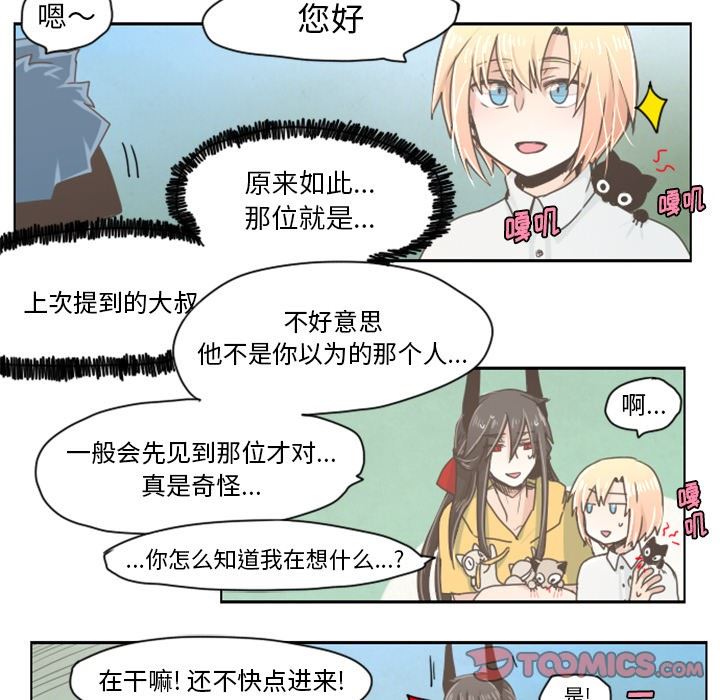 嗯～
您好
原来如此...
那位就是...
嘎叽
嘎叽
上次提到的大叔
不好意思
他不是你以为的那个人...
啊...
一般会先见到那位才对...
真是奇怪...
嘎叽
...你怎么知道我在想什么...?
在干嘛! 还不快点进来!
是!
TOOMICS.COM